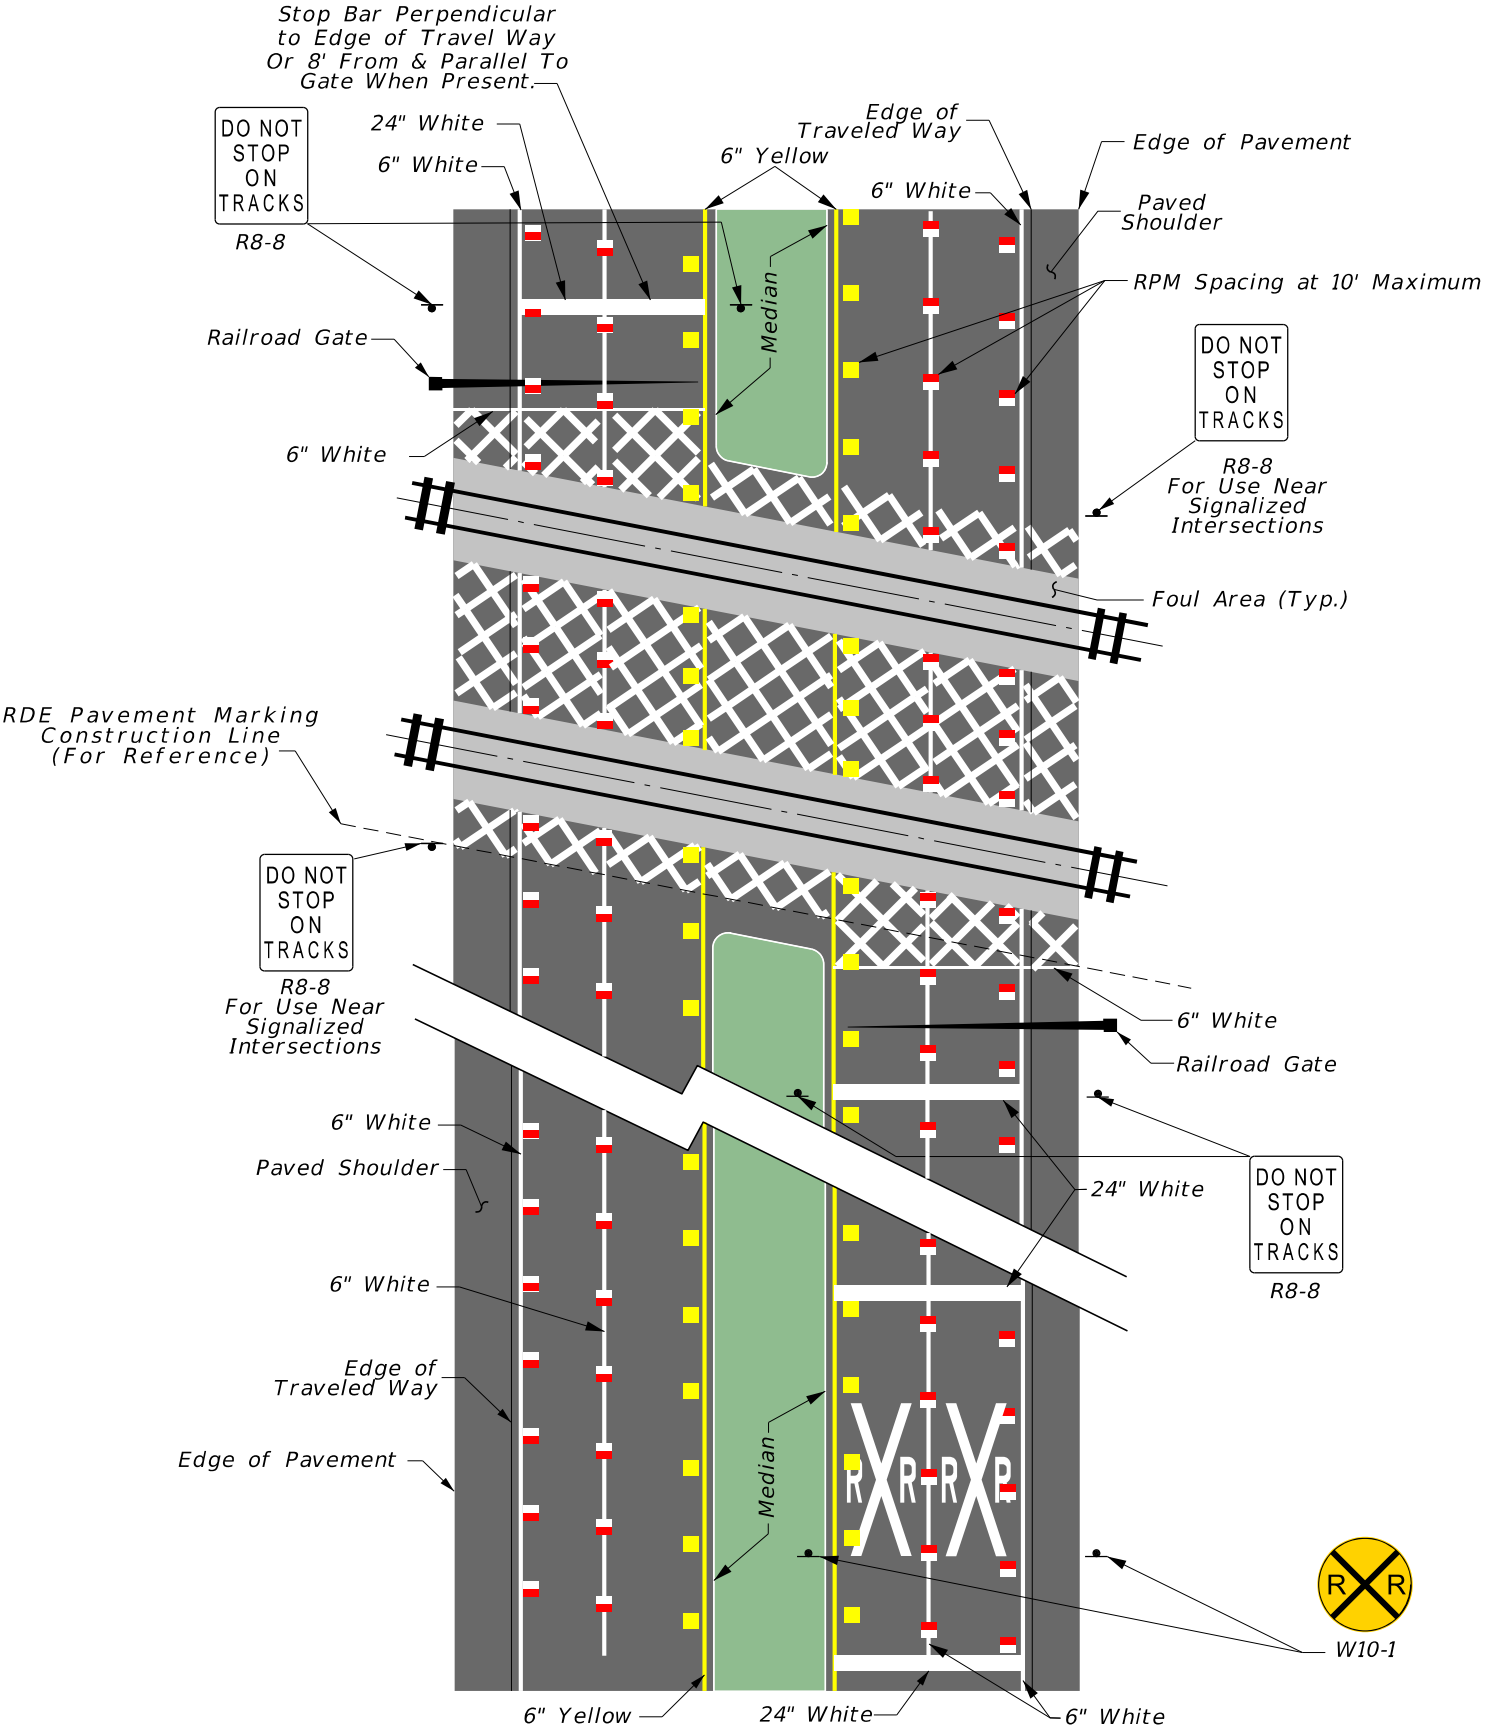 Stop Bar Perpendicular
to Edge of Travel Way
Or 8' From & Parallel To
Gate When Present.
24" White
6" White
DO NOT
STOP
ON
TRACKS
R8-8
Railroad Gate
6" White
6" Yellow
Median
Edge of
Traveled Way
6" White
Edge of Pavement
Paved
Shoulder
RPM Spacing at 10' Maximum
DO NOT
STOP
ON
TRACKS
R8-8
For Use Near
Signalized
Intersections
Foul Area (Typ.)
RDE Pavement Marking
Construction Line
(For Reference)
DO NOT
STOP
ON
TRACKS
R8-8
For Use Near
Signalized
Intersections
6" White
Railroad Gate
6" White
Paved Shoulder
24" White
DO NOT
STOP
ON
TRACKS
R8-8
6" White
Edge of
Traveled Way
Edge of Pavement
Median
R R R R
R R
W10-1
6" Yellow
24" White
6" White